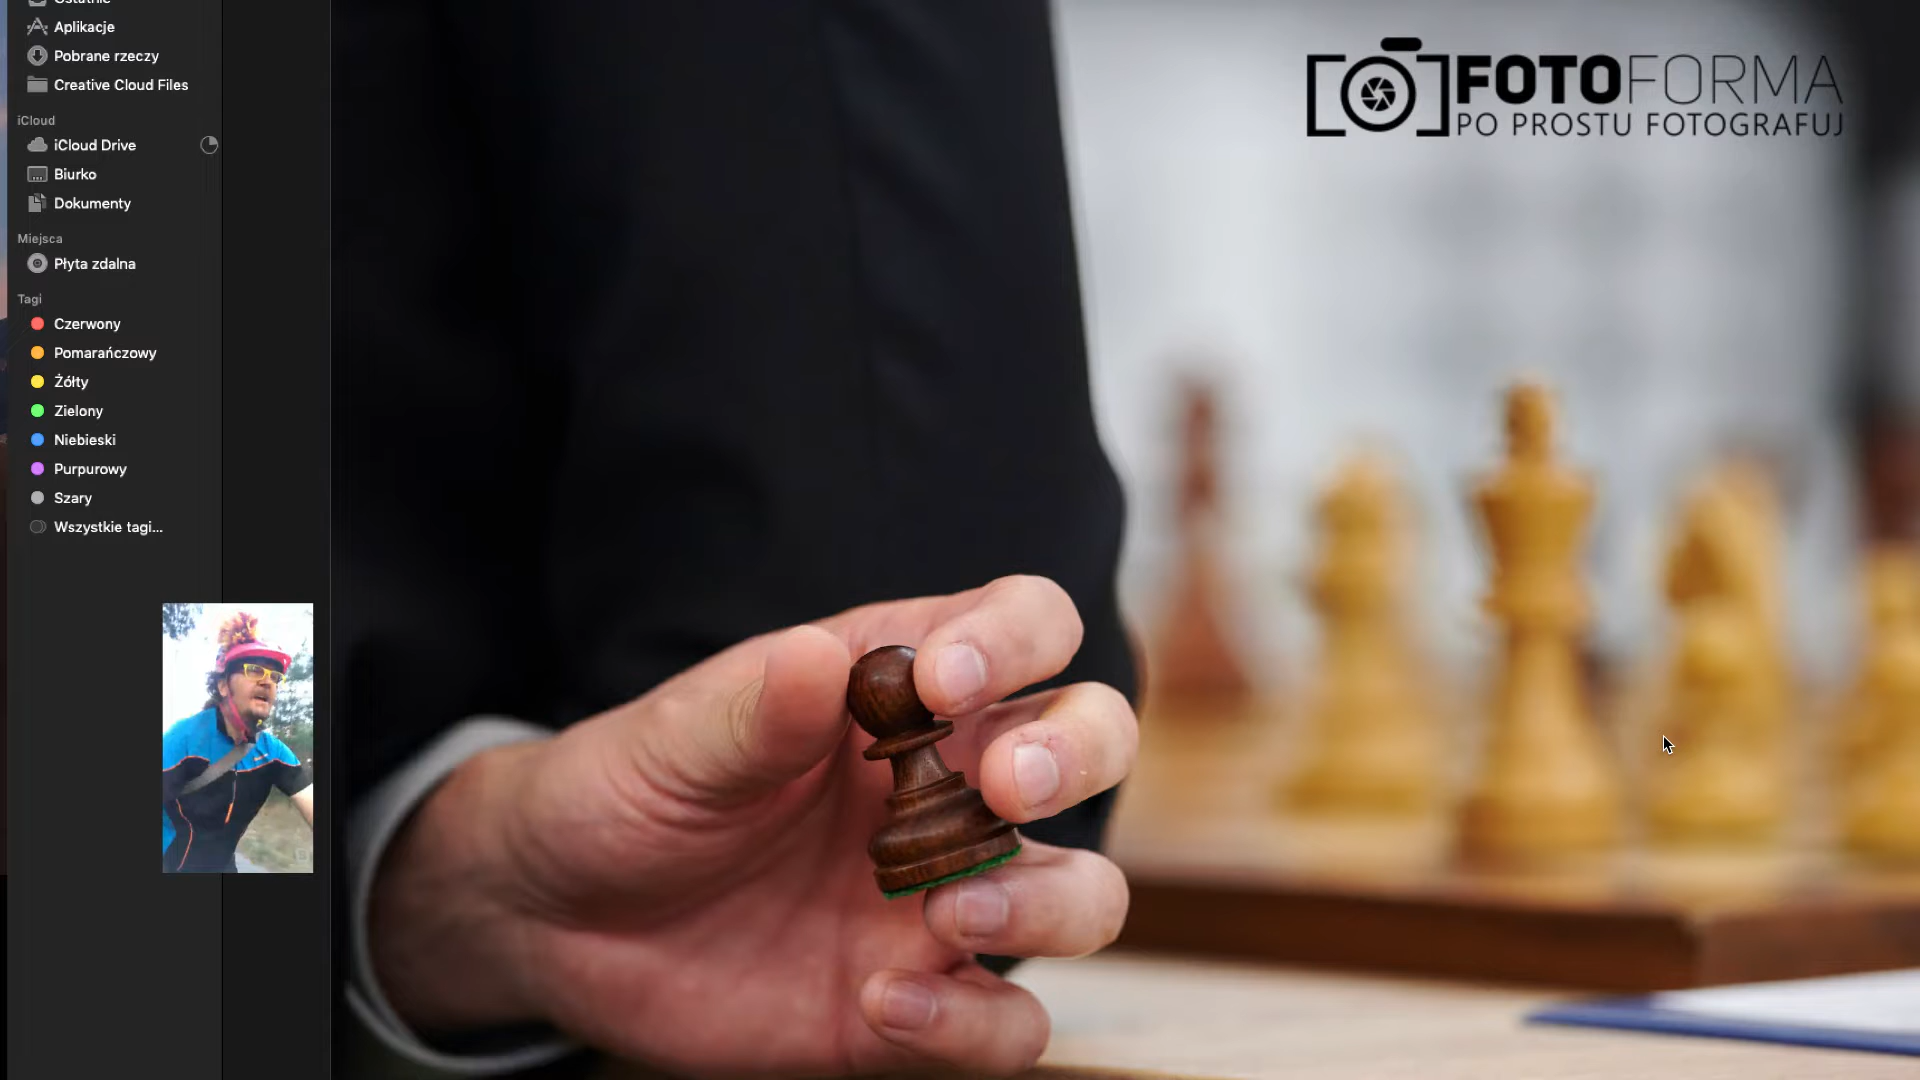 Aplikacje
Pobrane rzeczy
Creative Cloud Files
iCloud
iCloud Drive
Biurko
Dokumenty
Miejsca
Płyta zdalna
Tagi
Czerwony
Pomarańczowy
Żółty
Zielony
Niebieski
Purpurowy
Szary
Wszystkie tagi...
FOTOFORMA
PO PROSTU FOTOGRAFUJ